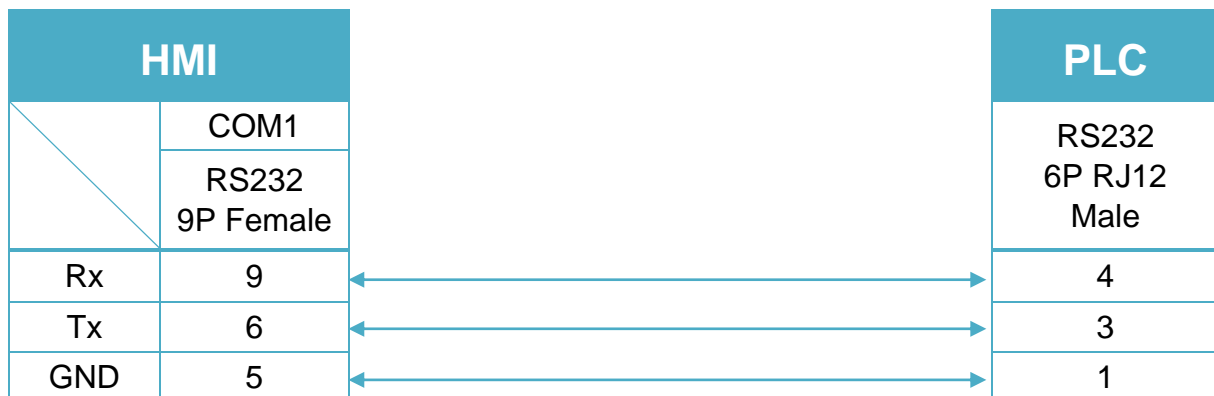 HMI
PLC
COM1
RS232
9P Female
RS232
6P RJ12
Male
Rx 9 4
Tx 6 3
GND 5 1